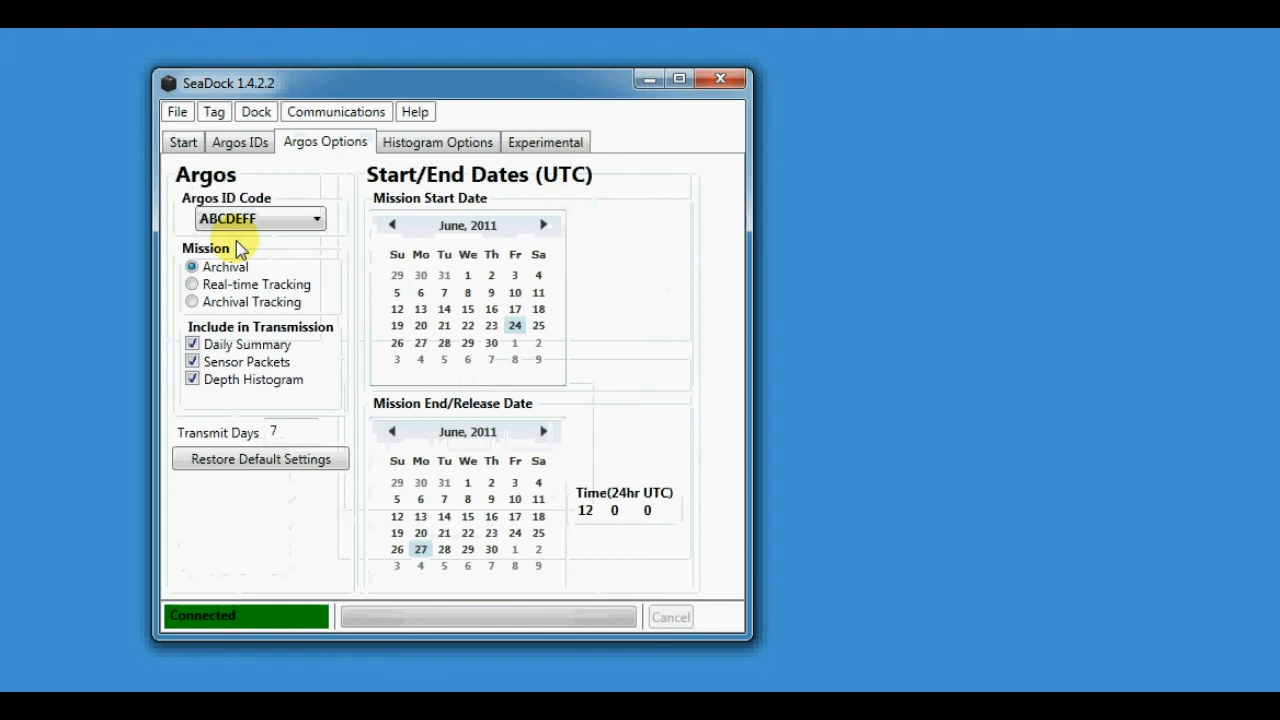 SeaDock 1.4.2.2
File Tag Dock Communications Help
Start Argos IDs Argos Options Histogram Options Experimental
Argos
Argos ID Code
ABCDEFF
Mission
Archival
Real-time Tracking
Archival Tracking
Include in Transmission
Daily Summary
Sensor Packets
Depth Histogram
Transmit Days 7
Restore Default Settings
Start/End Dates (UTC)
Mission Start Date
June, 2011
Su Mo Tu We Th Fr Sa
29 30 31 1 2 3 4
5 6 7 8 9 10 11
12 13 14 15 16 17 18
19 20 21 22 23 24 25
26 27 28 29 30 1 2
3 4 5 6 7 8 9
Mission End/Release Date
June, 2011
Su Mo Tu We Th Fr Sa
29 30 31 1 2 3 4
5 6 7 8 9 10 11
12 13 14 15 16 17 18
19 20 21 22 23 24 25
26 27 28 29 30 1 2
3 4 5 6 7 8 9
Time(24hr UTC)
12 0 0
Connected
Cancel